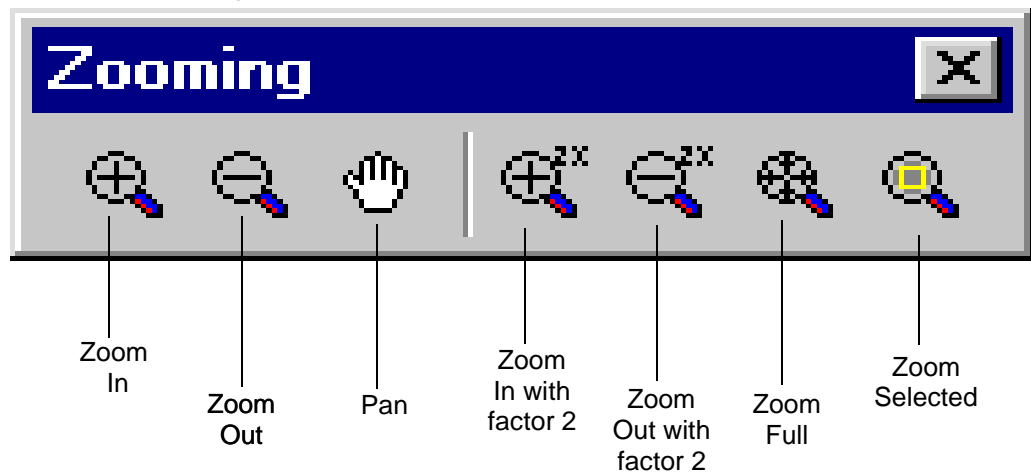 Zooming
2X
2X
Zoom
In
Zoom
Out
Pan
Zoom
In with
factor 2
Zoom
Out with
factor 2
Zoom
Full
Zoom
Selected